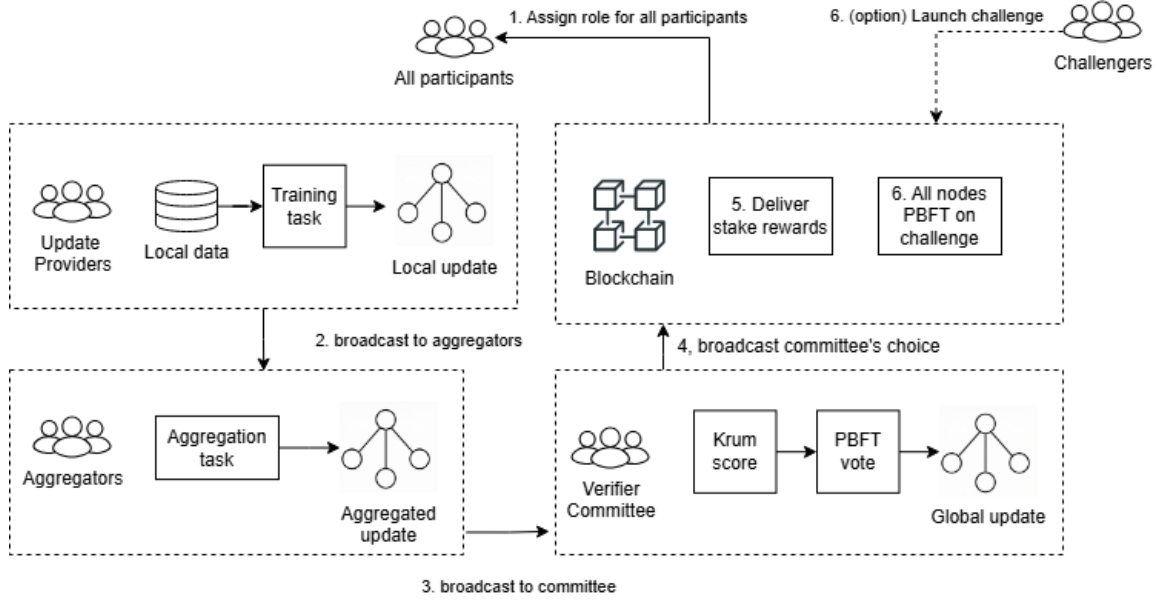 1. Assign role for all participants
6. (option) Launch challenge
All participants
Challengers
Update
Providers
Local data
Training
task
Local update
Blockchain
5. Deliver
stake rewards
6. All nodes
PBFT on
challenge
2. broadcast to aggregators
4, broadcast committee's choice
Aggregators
Aggregation
task
Aggregated
update
Verifier
Committee
Krum
score
PBFT
vote
Global update
3. broadcast to committee